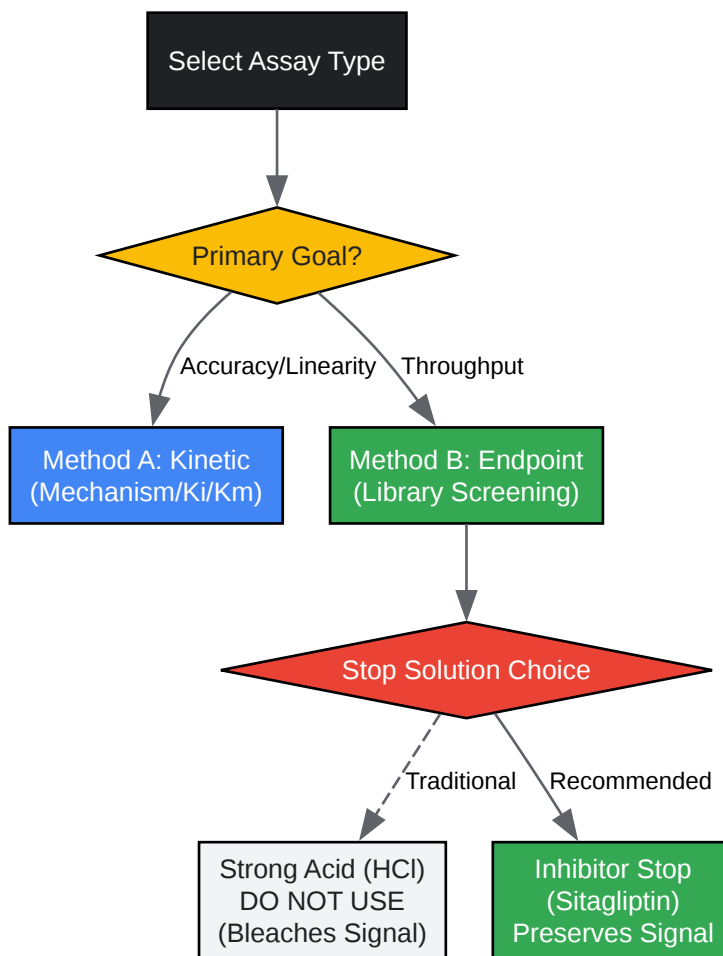 Select Assay Type
Primary Goal?
Accuracy/Linearity
Throughput
Method A: Kinetic
(Mechanism/Ki/Km)
Method B: Endpoint
(Library Screening)
Stop Solution Choice
Traditional
Recommended
Strong Acid (HCl)
DO NOT USE
(Bleaches Signal)
Inhibitor Stop
(Sitagliptin)
Preserves Signal